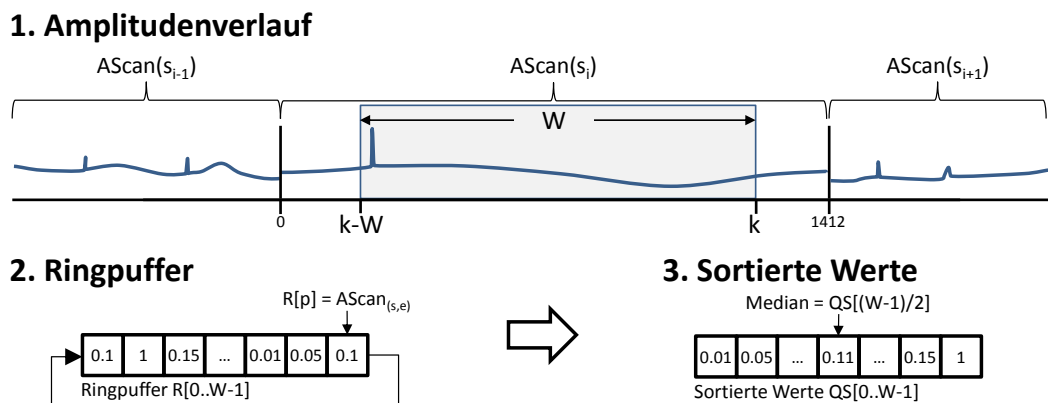 1. Amplitudenverlauf
AScan(si-1) AScan(si) AScan(si+1)
W
0 k-W k 1412
2. Ringpuffer
R[p] = AScan(s,e)
0.1 1 0.15 ... 0.01 0.05 0.1
Ringpuffer R[0..W-1]
3. Sortierte Werte
Median = QS[(W-1)/2]
0.01 0.05 ... 0.11 ... 0.15 1
Sortierte Werte QS[0..W-1]